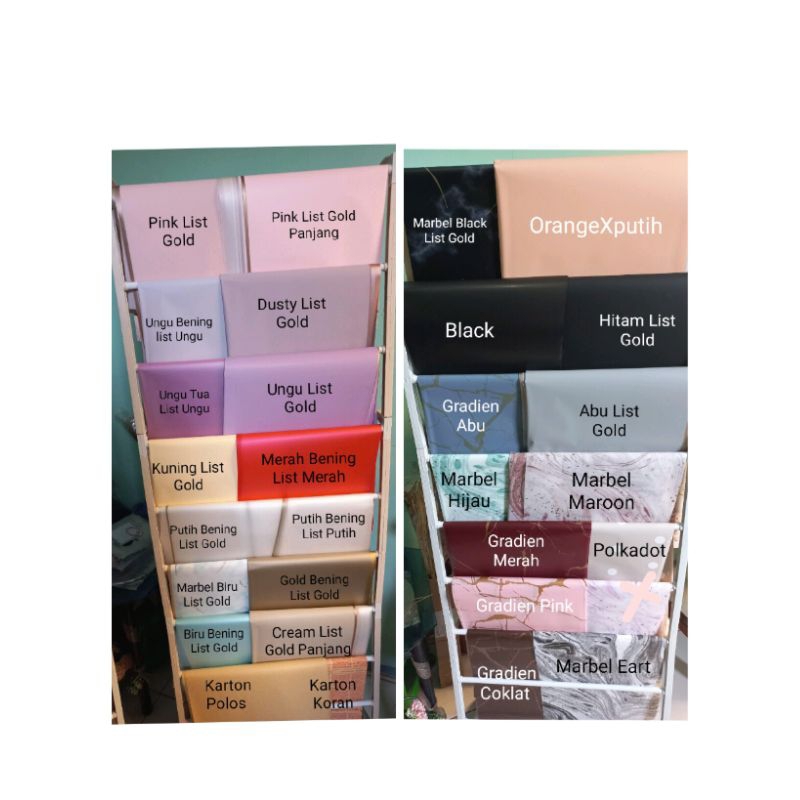 Pink List
Gold
Pink List Gold
Panjang
Ungu Bening
list Ungu
Dusty List
Gold
Ungu Tua
List Ungu
Ungu List
Gold
Kuning List
Gold
Merah Bening
List Merah
Putih Bening
List Gold
Putih Bening
List Putih
Marbel Biru
List Gold
Gold Bening
List Gold
Biru Bening
List Gold
Cream List
Gold Panjang
Karton
Polos
Karton
Koran
Marbel Black
List Gold
OrangeXputih
Black
Hitam List
Gold
Gradien
Abu
Abu List
Gold
Marbel
Hijau
Marbel
Maroon
Gradien
Merah
Polkadot
Gradien Pink
Gradien
Coklat
Marbel Eart